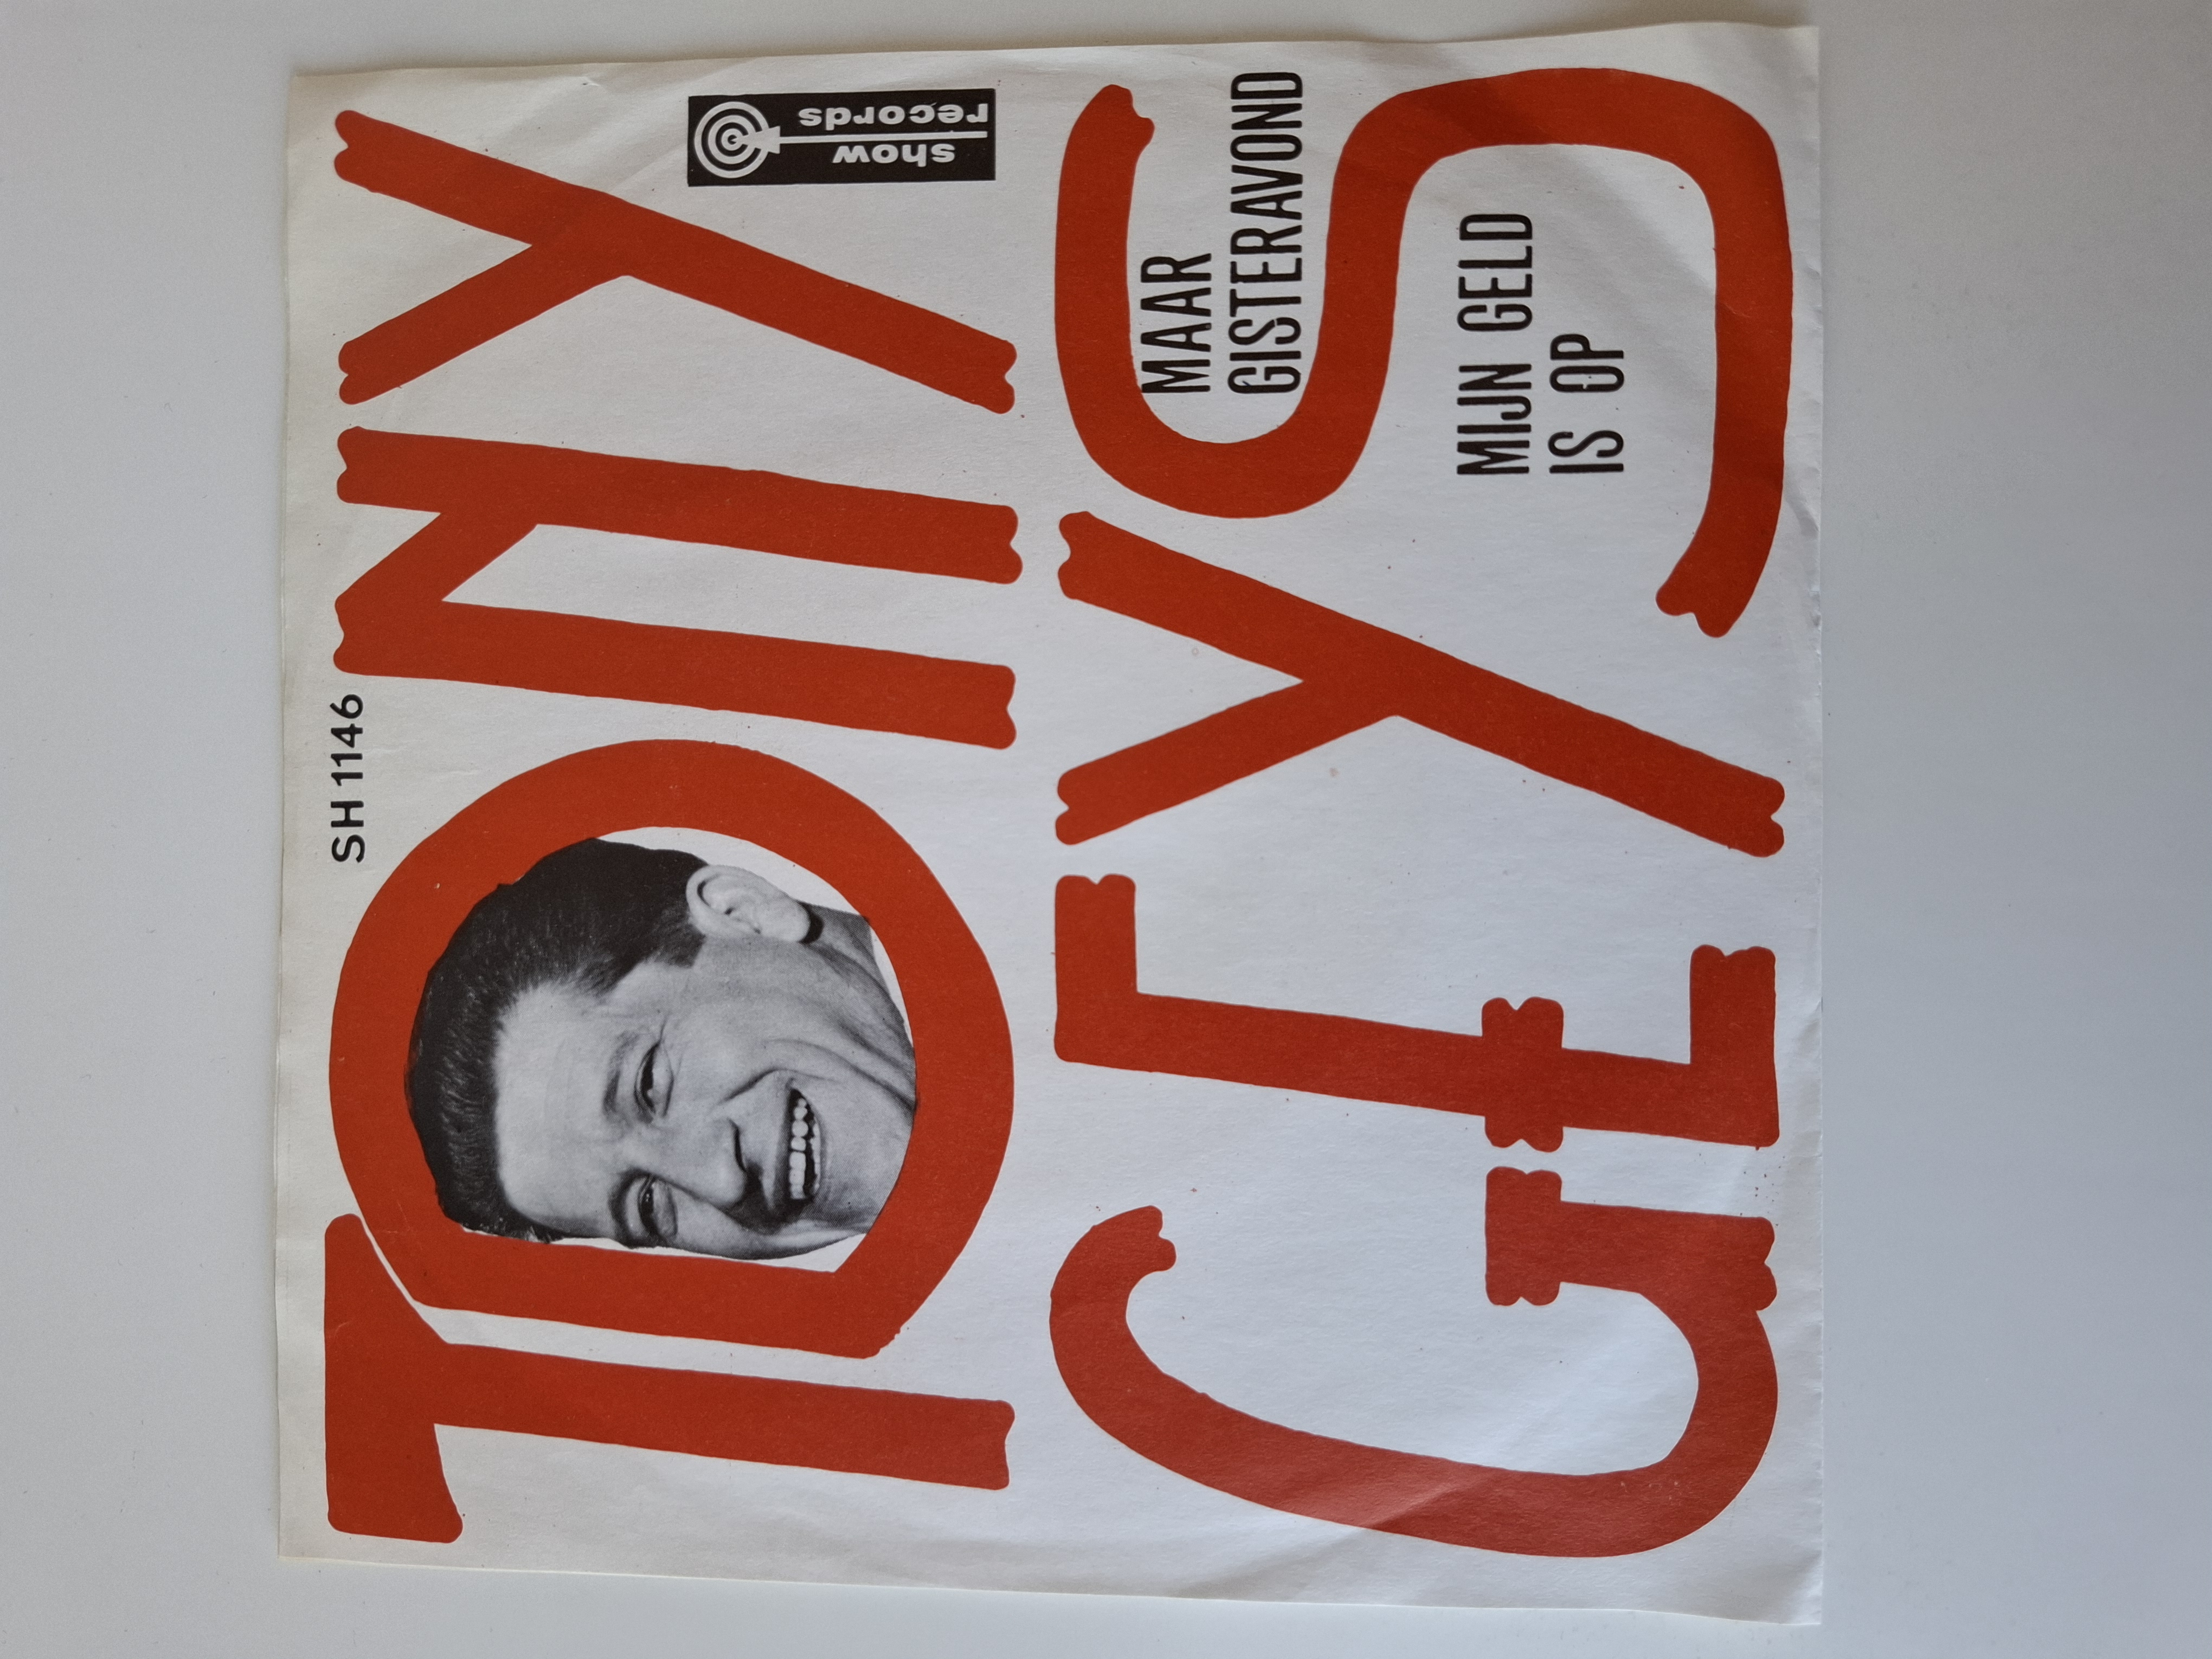 SH 1146
TONY
show
records
GEYS
MAAR
GISTERAVOND
MIJN GELD
IS OP